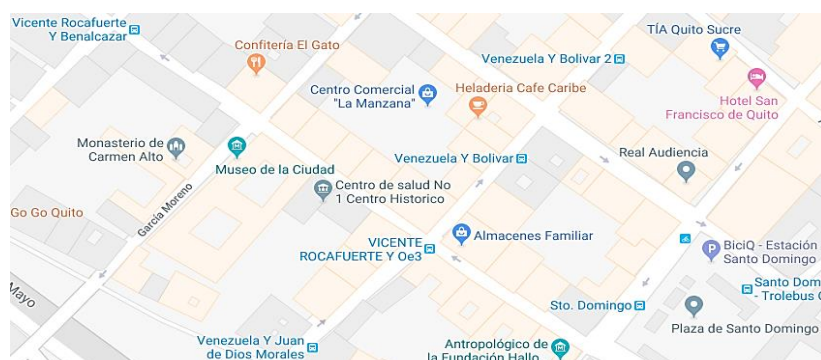 Vicente Rocafuerte
Y Benalcazar
Confitería El Gato
TÍA Quito Sucre
Venezuela Y Bolivar 2
Centro Comercial
"La Manzana"
Heladeria Cafe Caribe
Hotel San
Francisco de Quito
Monasterio de
Carmen Alto
Museo de la Ciudad
Venezuela Y Bolivar
Real Audiencia
Centro de salud No
1 Centro Historico
Go Go Quito
García Moreno
VICENTE
ROCAFUERTE Y Oe3
Almacenes Familiar
P
BiciQ - Estación
Santo Domingo
Mayo
Sto. Domingo
Santo Dom
- Trolebus
Plaza de Santo Domingo
Venezuela Y Juan
de Dios Morales
Antropológico de
la Fundación Hallo